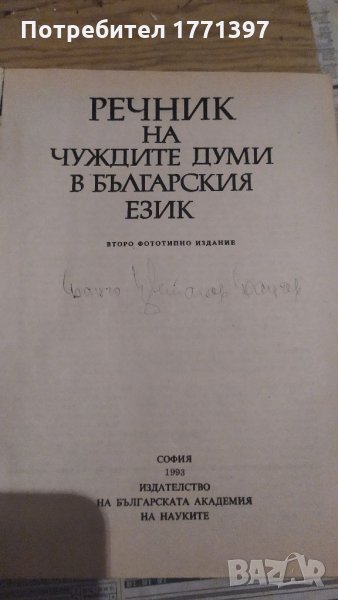 Потребител 1771397
РЕЧНИК
НА
ЧУЖДИТЕ ДУМИ
В БЪЛГАРСКИЯ
ЕЗИК
ВТОРО ФОТОТИПНО ИЗДАНИЕ
СОФИЯ
1993
ИЗДАТЕЛСТВО
НА БЪЛГАРСКАТА АКАДЕМИЯ
НА НАУКИТЕ
BAZAR